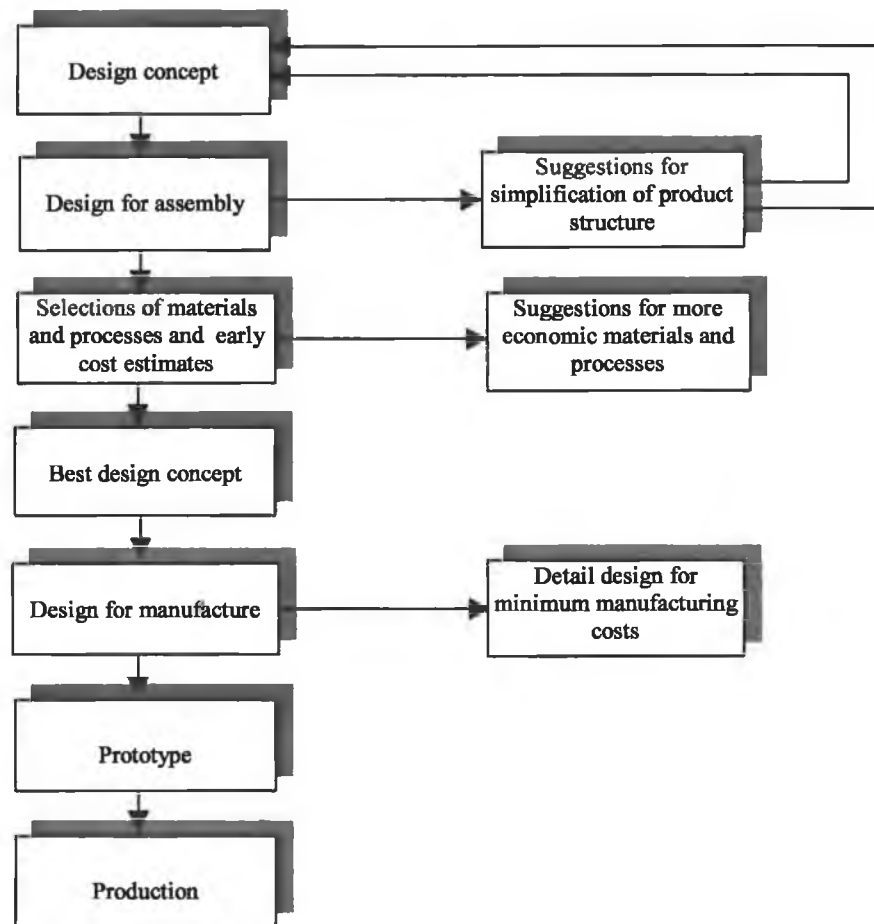 Design concept
Design for assembly
Suggestions for
simplification of product
structure
Selections of materials
and processes and early
cost estimates
Suggestions for more
economic materials and
processes
Best design concept
Design for manufacture
Detail design for
minimum manufacturing
costs
Prototype
Production